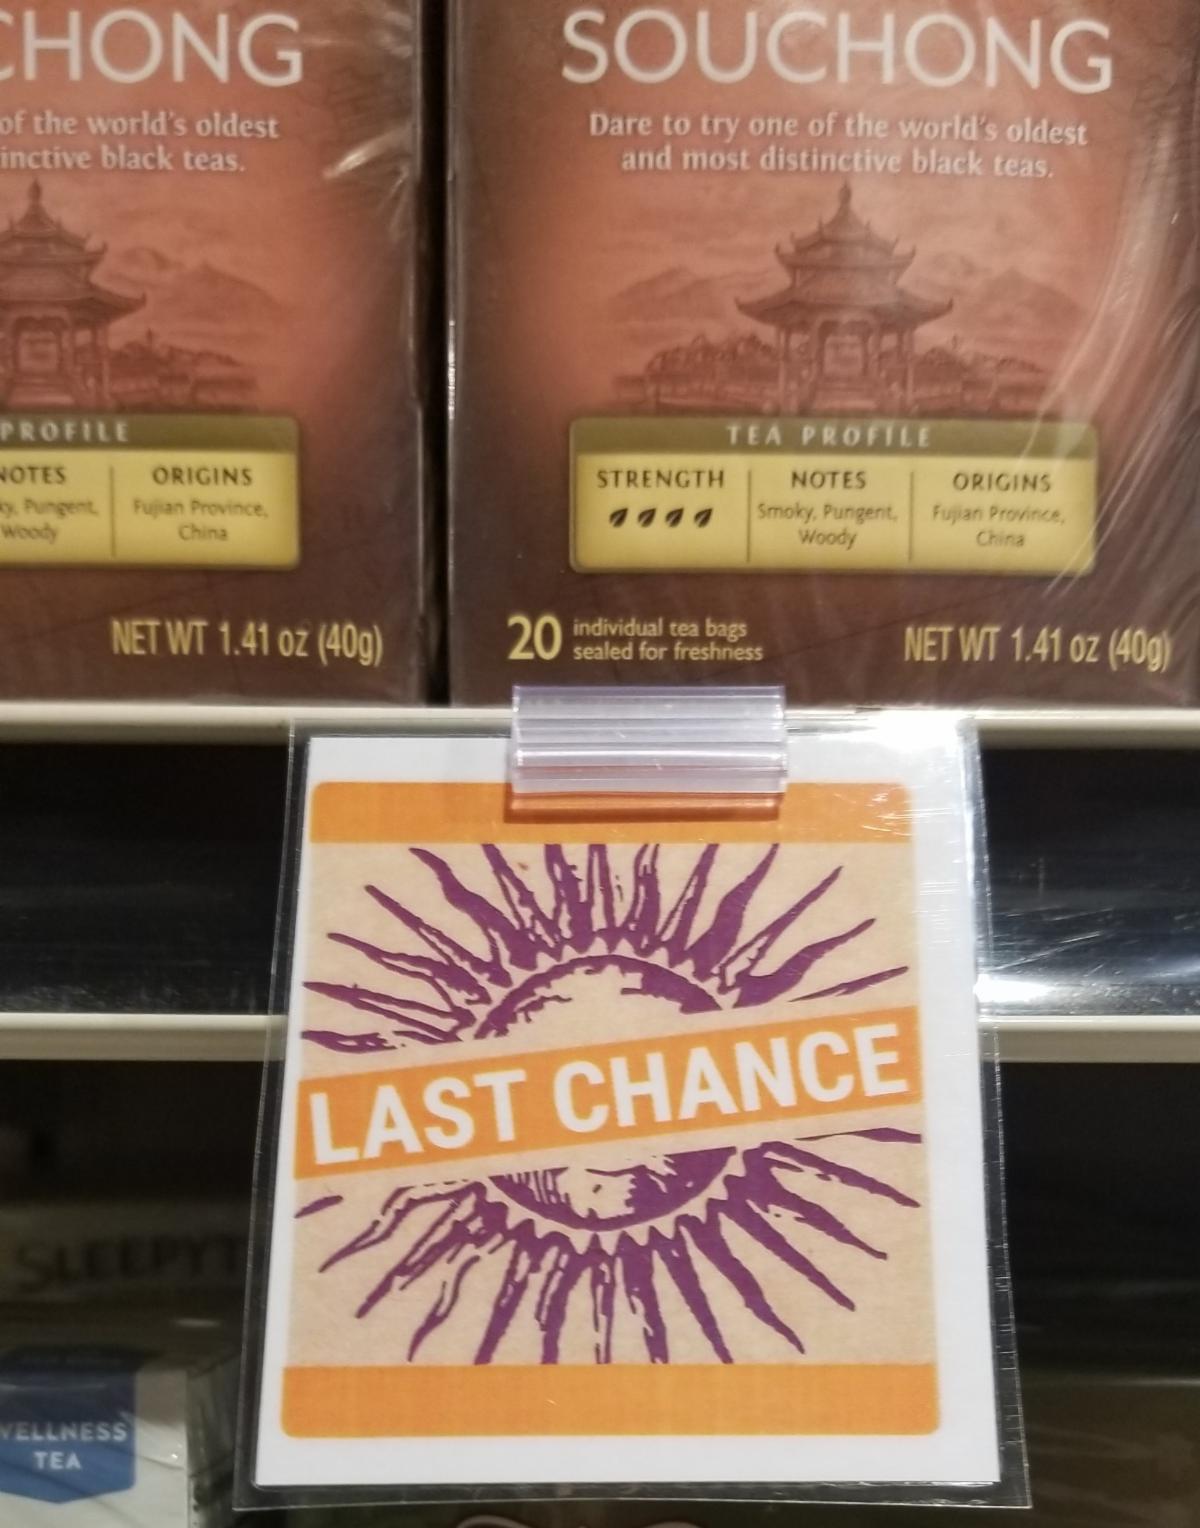 CHONG
of the world's oldest
inctive black teas.
PROFILE
NOTES
ORIGINS
ky, Pungent,
Woody
Fujian Province,
China
NET WT 1.41 oz (40g)
SOUCHONG
Dare to try one of the world's oldest
and most distinctive black teas.
TEA PROFILE
STRENGTH
NOTES
Smoky, Pungent,
Woody
ORIGINS
Fujian Province,
China
20 individual tea bags
sealed for freshness
NET WT 1.41 oz (40g)
LAST CHANCE
SLEEPYT
WELLNESS
TEA